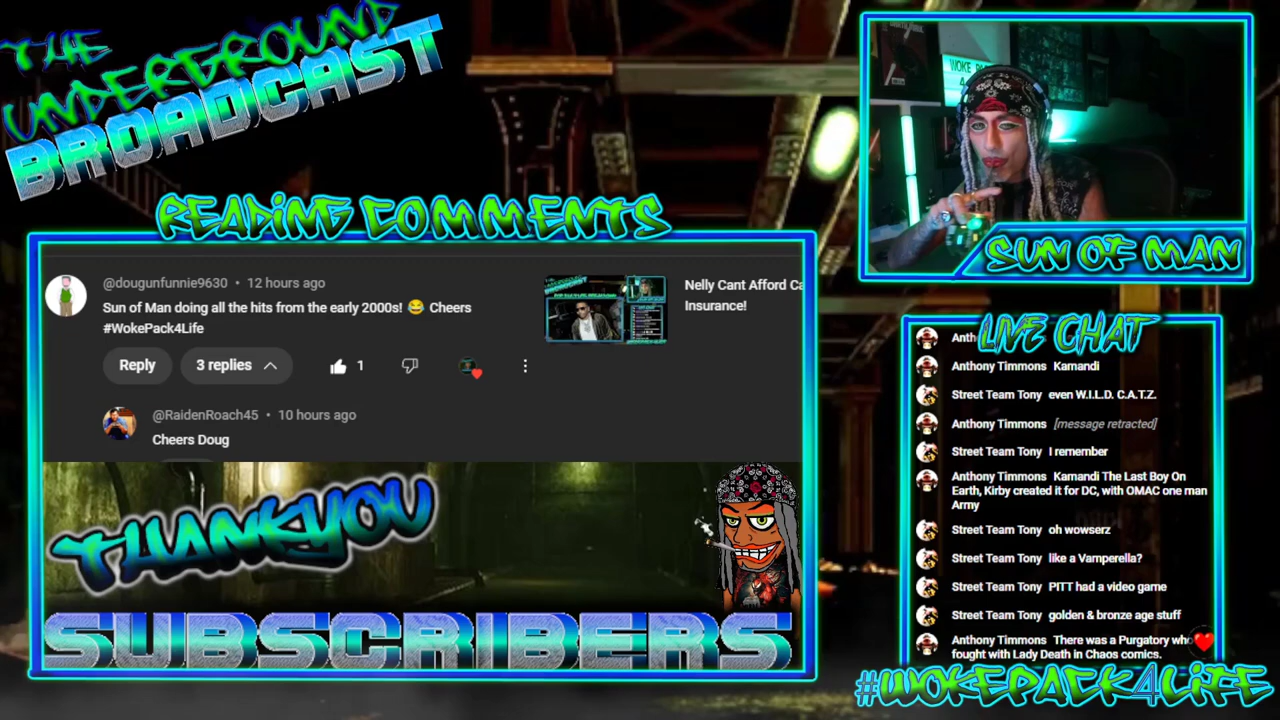 THE
UNDERGROUND
BROADCAST
READING COMMENTS
@dougunfunnie9630 • 12 hours ago
Sun of Man doing all the hits from the early 2000s! 😂 Cheers
#WokePack4Life
Reply
3 replies
1
@RaidenRoach45 • 10 hours ago
Cheers Doug
Nelly Cant Afford Ca
Insurance!
THANKYOU
SUBSCRIBERS
WOKE PA
SUN OF MAN
LIVE CHAT
Anth
Anthony Timmons Kamandi
Street Team Tony even W.I.L.D. C.A.T.Z.
Anthony Timmons [message retracted]
Street Team Tony I remember
Anthony Timmons Kamandi The Last Boy On
Earth, Kirby created it for DC, with OMAC one man
Army
Street Team Tony oh wowserz
Street Team Tony like a Vamperella?
Street Team Tony PITT had a video game
Street Team Tony golden & bronze age stuff
Anthony Timmons There was a Purgatory who
fought with Lady Death in Chaos comics.
#WOKEPACK4LIFE